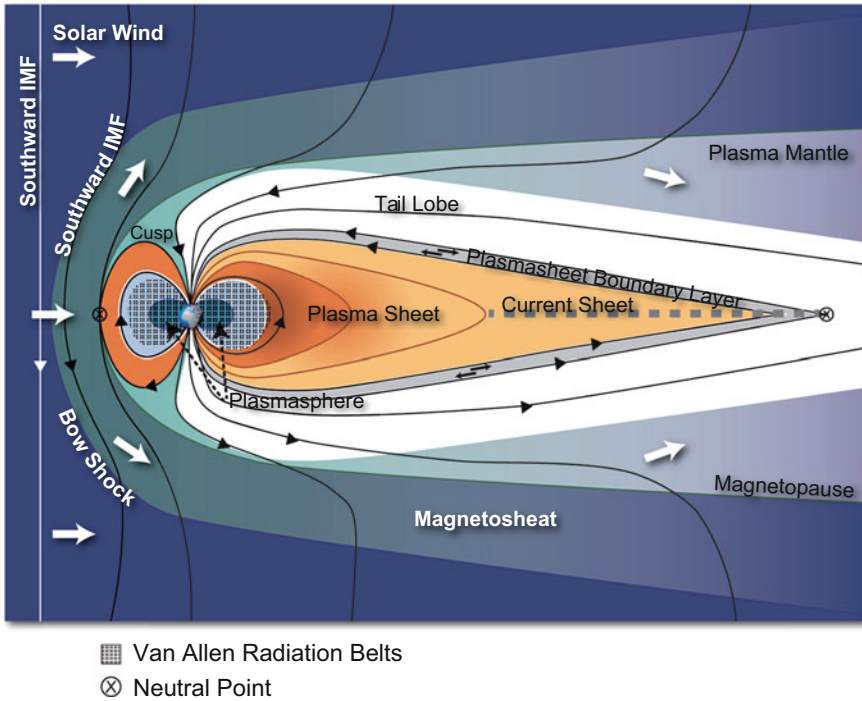 Solar Wind
Southward IMF
Southward IMF
Plasma Mantle
Tail Lobe
Cusp
Plasmasheet Boundary Layer
Plasma Sheet
Current Sheet
Plasmasphere
Bow Shock
Magnetopause
Magnetosheat
Van Allen Radiation Belts
Neutral Point